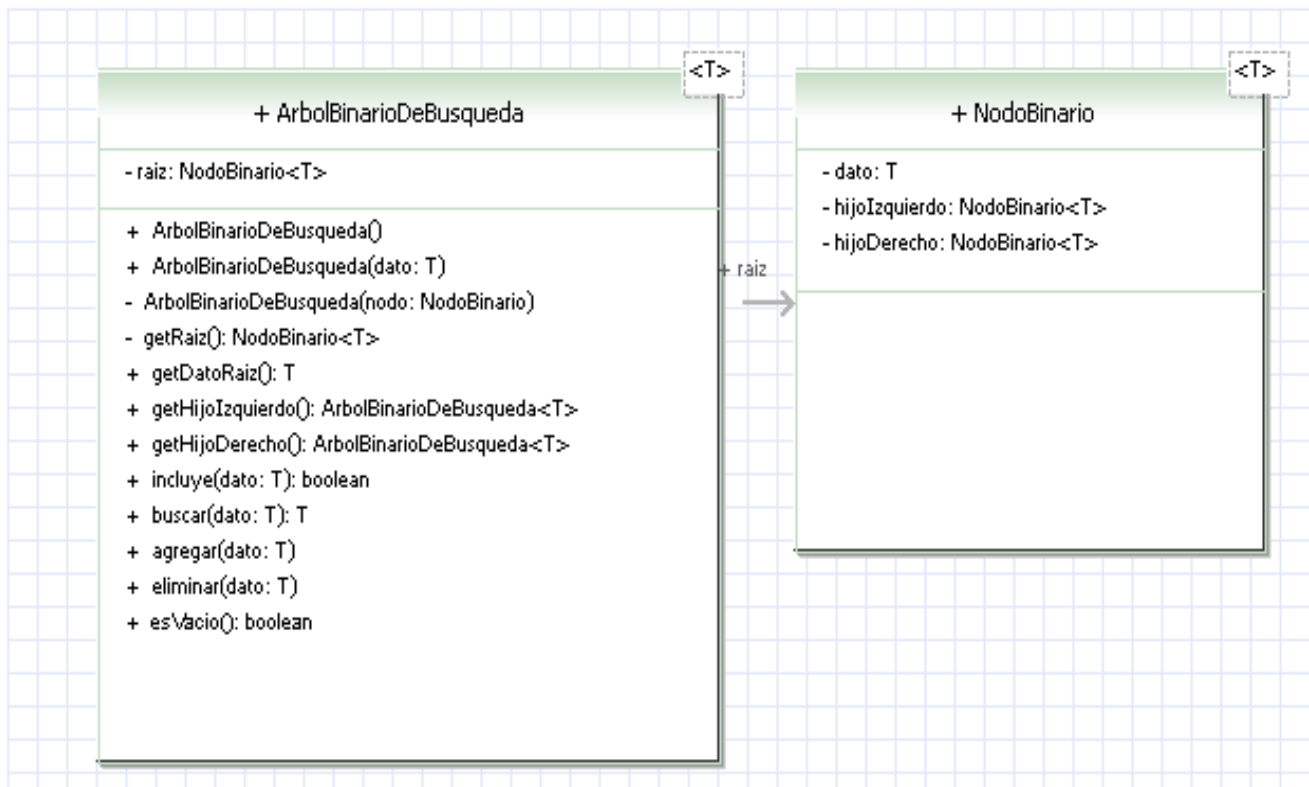 <T>
+ ArbolBinarioDeBusqueda
- raiz: NodoBinario<T>
+ ArbolBinarioDeBusqueda()
+ ArbolBinarioDeBusqueda(dato: T)
- ArbolBinarioDeBusqueda(nodo: NodoBinario)
- getRaiz(): NodoBinario<T>
+ getDatoRaiz(): T
+ getHijoIzquierdo(): ArbolBinarioDeBusqueda<T>
+ getHijoDerecho(): ArbolBinarioDeBusqueda<T>
+ incluye(dato: T): boolean
+ buscar(dato: T): T
+ agregar(dato: T)
+ eliminar(dato: T)
+ esVacio(): boolean
+ raiz
<T>
+ NodoBinario
- dato: T
- hijoIzquierdo: NodoBinario<T>
- hijoDerecho: NodoBinario<T>